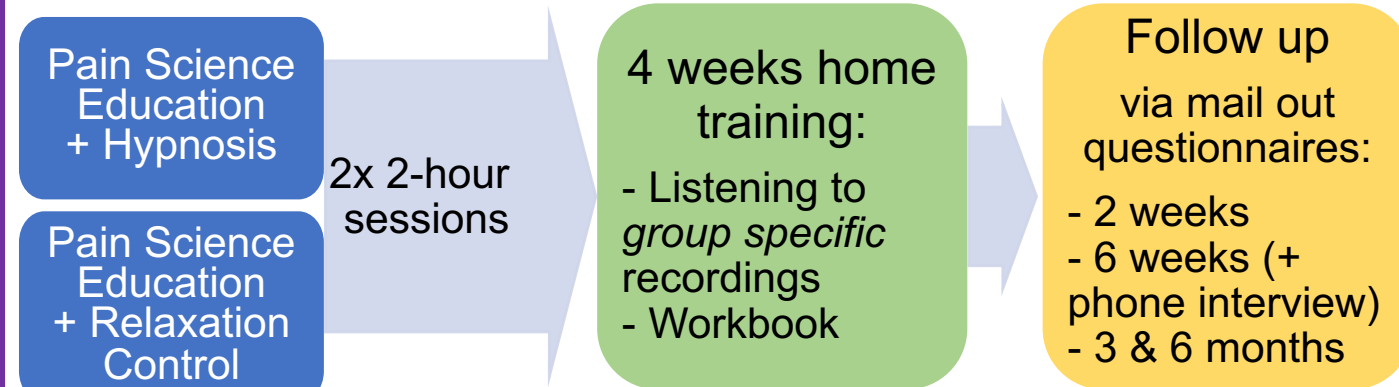 Pain Science
Education
+ Hypnosis
Pain Science
Education
+ Relaxation
Control
2x 2-hour
sessions
4 weeks home
training:
- Listening to
group specific
recordings
- Workbook
Follow up
via mail out
questionnaires:
- 2 weeks
- 6 weeks (+
phone interview)
- 3 & 6 months